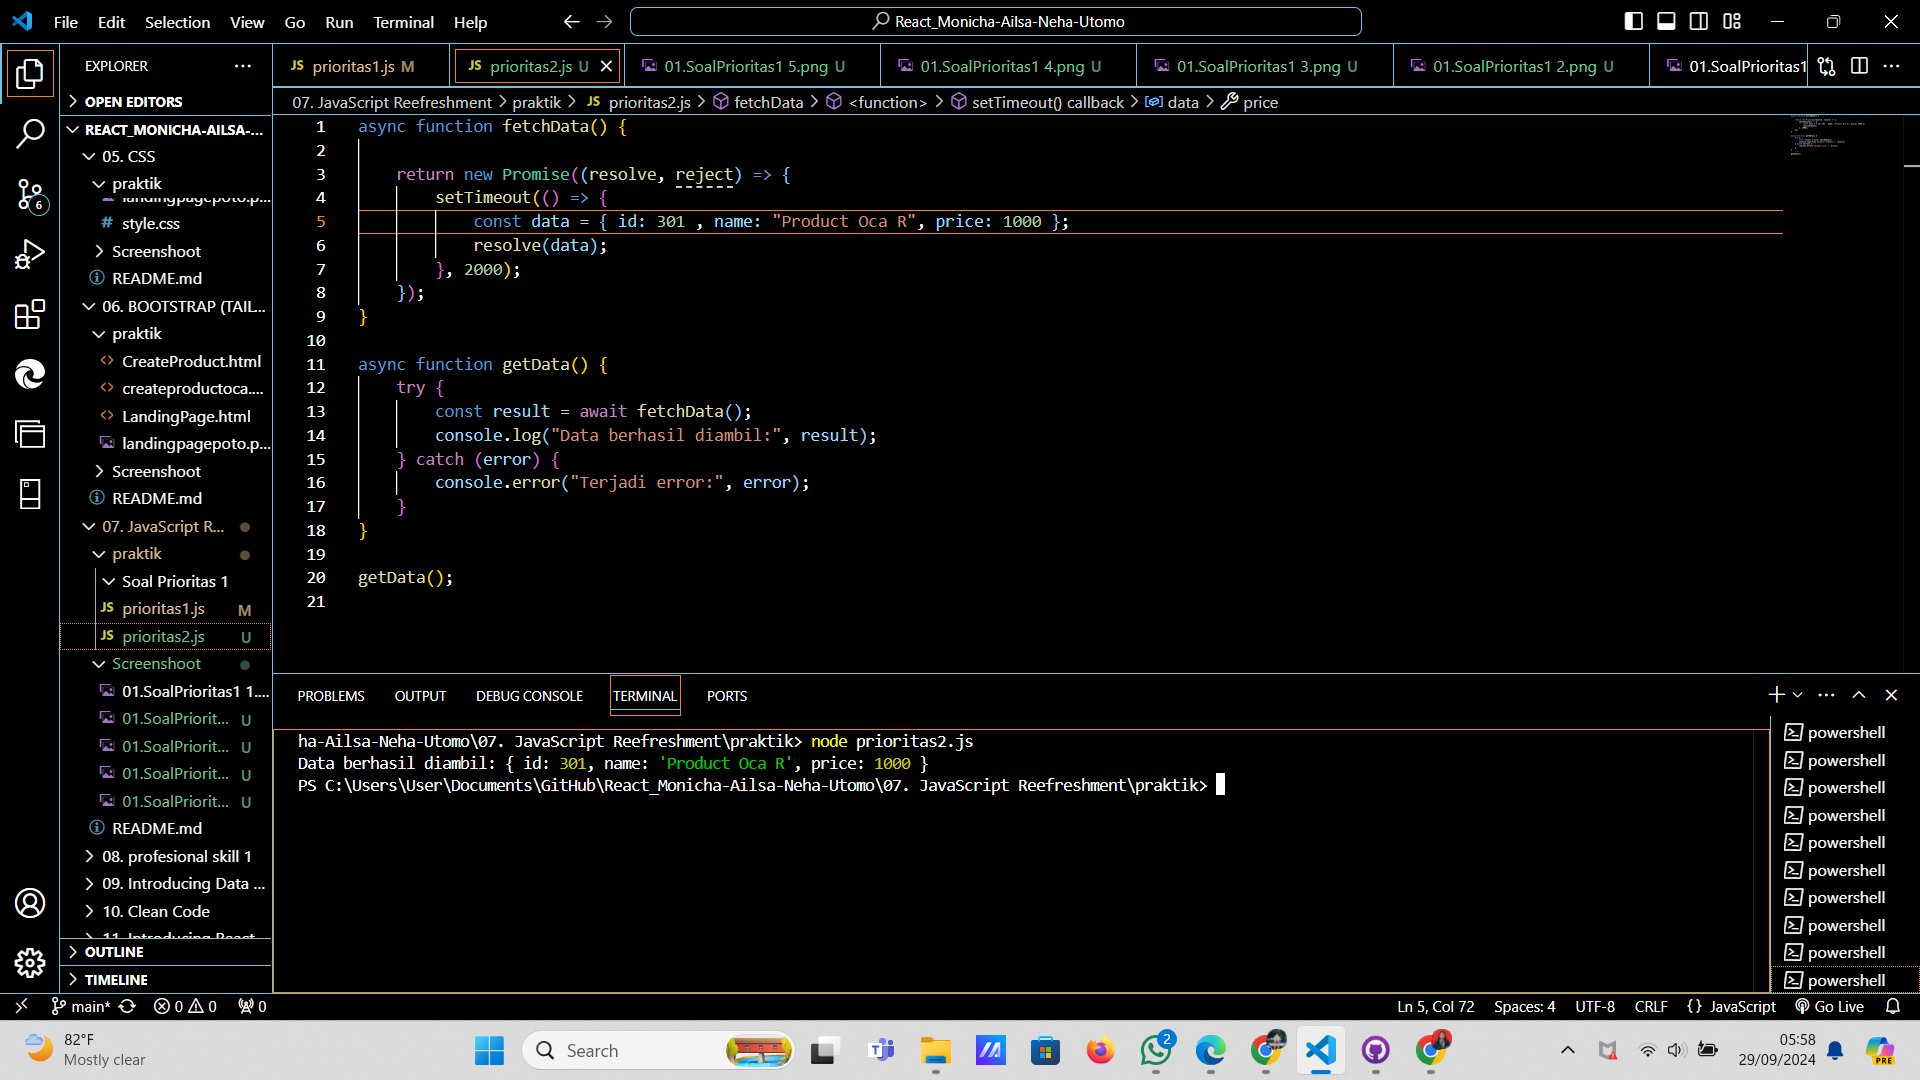 File Edit Selection View Go Run Terminal Help
React_Monicha-Ailsa-Neha-Utomo
EXPLORER
OPEN EDITORS
REACT_MONICHA-AILSA-...
05. CSS
praktik
landingpagepoto.p...
style.css
Screenshoot
README.md
06. BOOTSTRAP (TAIL...
praktik
CreateProduct.html
createproductoca....
LandingPage.html
landingpagepoto.p...
Screenshoot
README.md
07. JavaScript R...
praktik
Soal Prioritas 1
JS prioritas1.js M
JS prioritas2.js U
Screenshoot
01.SoalPrioritas1 1....
01.SoalPriorit... U
01.SoalPriorit... U
01.SoalPriorit... U
01.SoalPriorit... U
README.md
08. profesional skill 1
09. Introducing Data ...
10. Clean Code
11. Introducing React
OUTLINE
TIMELINE
6
JS prioritas1.js M
JS prioritas2.js U
01.SoalPrioritas1 5.png U
01.SoalPrioritas1 4.png U
01.SoalPrioritas1 3.png U
01.SoalPrioritas1 2.png U
01.SoalPrioritas1
07. JavaScript Reefreshment > praktik > JS prioritas2.js > fetchData > <function> > setTimeout() callback > data > price
1 async function fetchData() {
2
3 return new Promise((resolve, reject) => {
4 setTimeout(() => {
5 const data = { id: 301 , name: "Product Oca R", price: 1000 };
6 resolve(data);
7 }, 2000);
8 });
9 }
10
11 async function getData() {
12 try {
13 const result = await fetchData();
14 console.log("Data berhasil diambil:", result);
15 } catch (error) {
16 console.error("Terjadi error:", error);
17 }
18 }
19
20 getData();
21
PROBLEMS OUTPUT DEBUG CONSOLE TERMINAL PORTS
ha-Ailsa-Neha-Utomo\07. JavaScript Reefreshment\praktik> node prioritas2.js
Data berhasil diambil: { id: 301, name: 'Product Oca R', price: 1000 }
PS C:\Users\User\Documents\GitHub\React_Monicha-Ailsa-Neha-Utomo\07. JavaScript Reefreshment\praktik>
powershell
powershell
powershell
powershell
powershell
powershell
powershell
powershell
powershell
powershell
main* 0 0 0
Ln 5, Col 72 Spaces: 4 UTF-8 CRLF {} JavaScript Go Live
82°F
Mostly clear
Search
2
PRE
05:58
29/09/2024